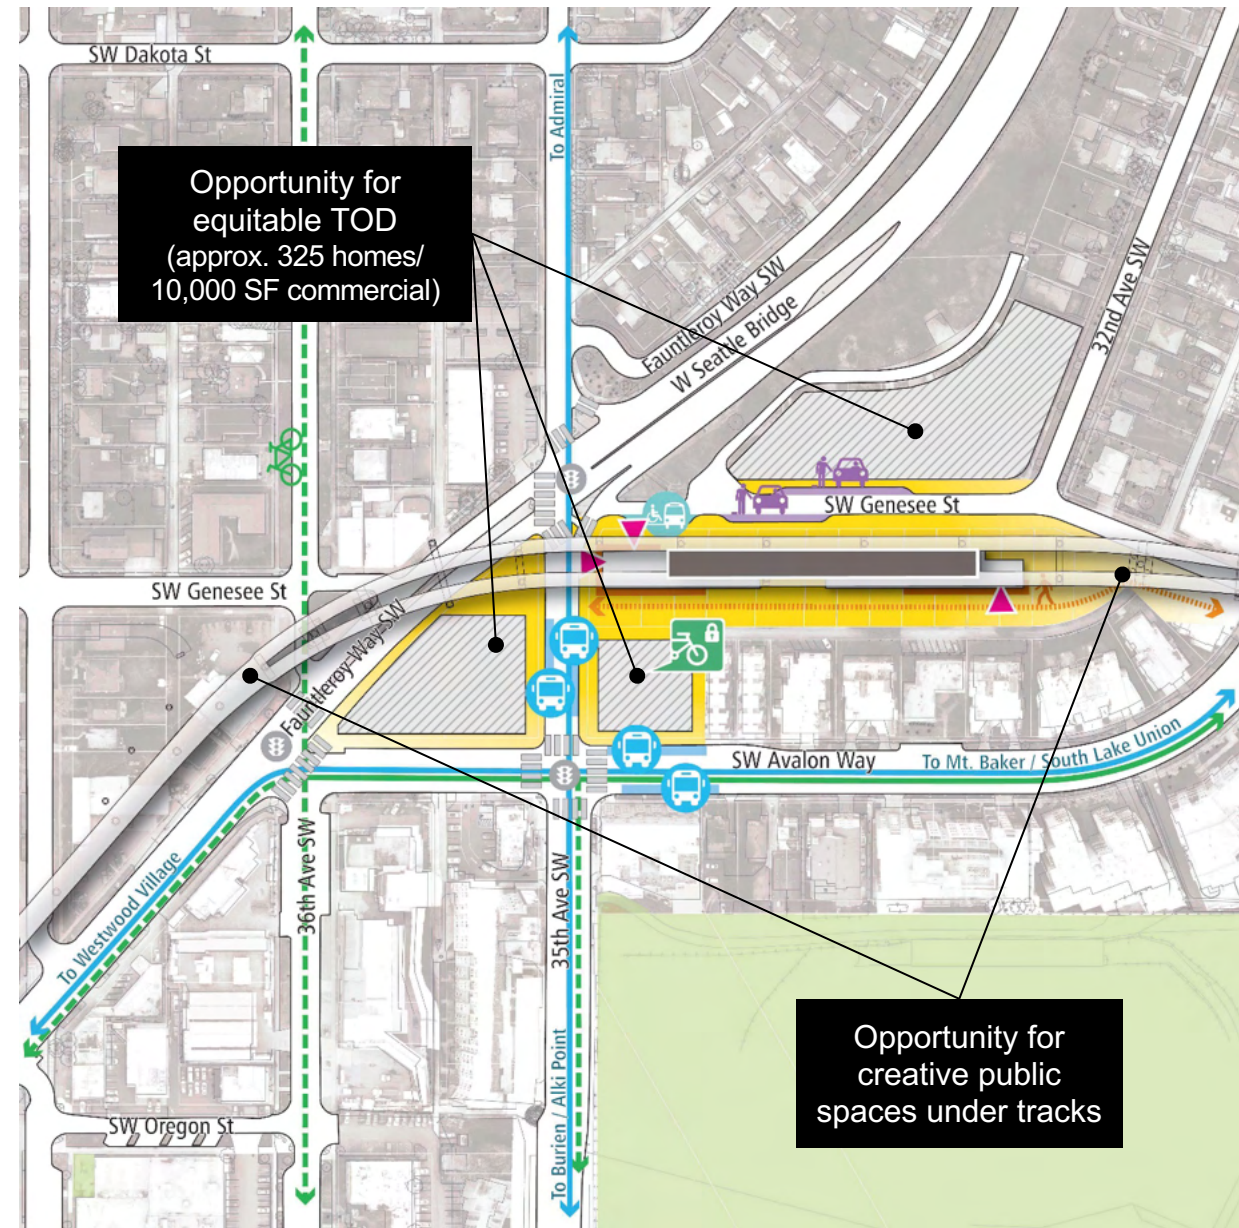 SW Dakota St
To Admiral
Opportunity for
equitable TOD
(approx. 325 homes/
10,000 SF commercial)
Fauntleroy Way SW
W Seattle Bridge
32nd Ave SW
SW Genesee St
SW Genesee St
Fauntleroy Way SW
SW Avalon Way
To Mt. Baker / South Lake Union
To Westwood Village
36th Ave SW
35th Ave SW
Opportunity for
creative public
spaces under tracks
To Burien / Alki Point
SW Oregon St